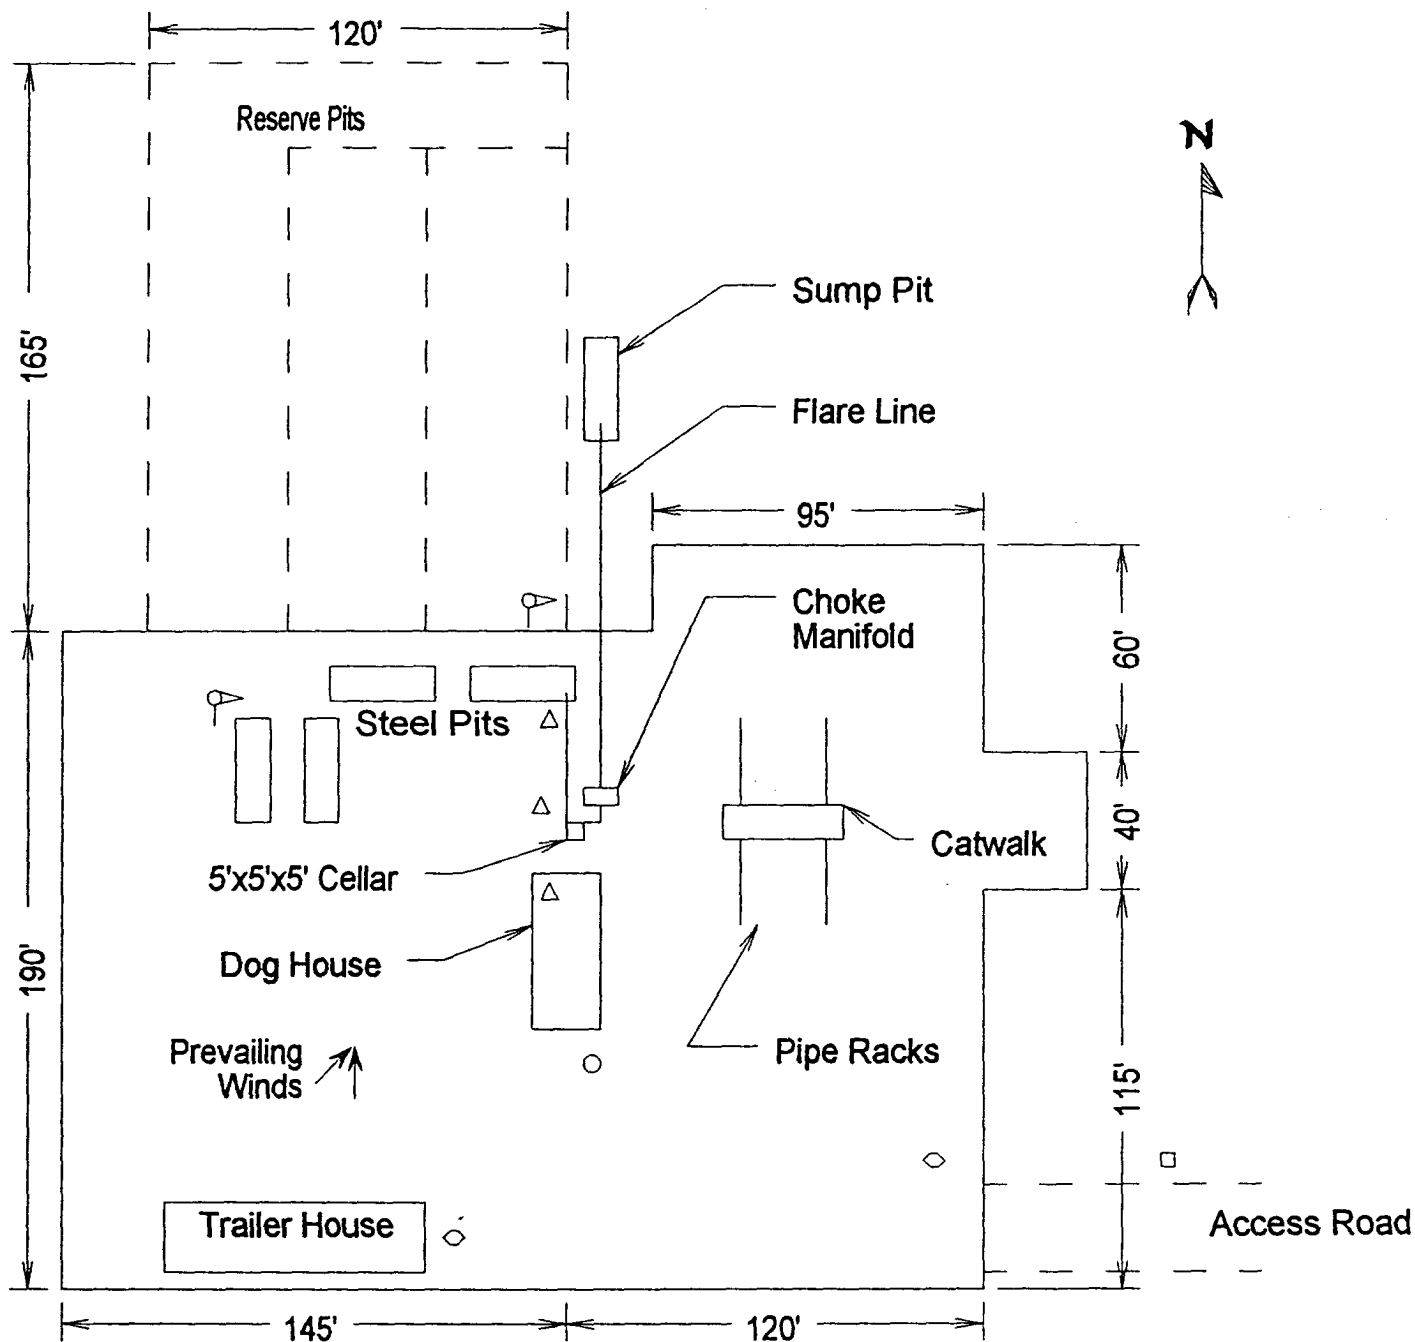 120'
Reserve Pits
N
165'
Sump Pit
Flare Line
95'
Choke
Manifold
60'
Steel Pits
40'
Catwalk
5'x5'x5' Cellar
190'
Dog House
Prevailing
Winds
Pipe Racks
115'
Trailer House
Access Road
145'
120'